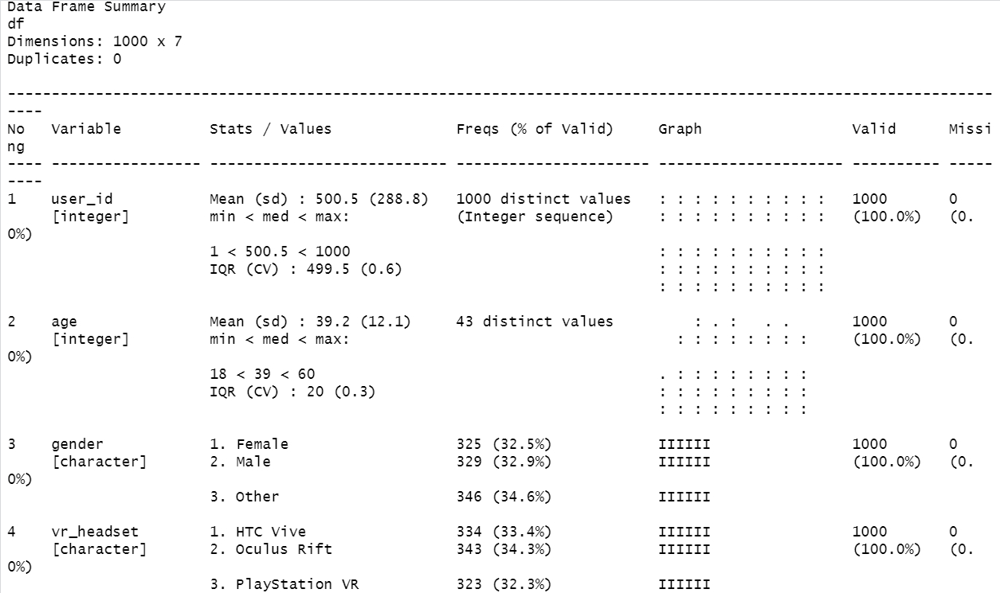 Data Frame Summary
df
Dimensions: 1000 x 7
Duplicates: 0
-----------------------------------------------------------------------------------------------------------------
----
No   Variable          Stats / Values              Freqs (% of Valid)     Graph                 Valid      Missi
ng
---- ----------------- --------------------------- ---------------------- --------------------- ---------- -----
----
1    user_id           Mean (sd) : 500.5 (288.8)   1000 distinct values   : : : : : : : : : :   1000       0
     [integer]         min < med < max:            (Integer sequence)     : : : : : : : : : :   (100.0%)   (0.
0%)
                       1 < 500.5 < 1000                                   : : : : : : : : : :
                       IQR (CV) : 499.5 (0.6)                             : : : : : : : : : :
                                                                          : : : : : : : : : :
2    age               Mean (sd) : 39.2 (12.1)     43 distinct values         : . :   . .       1000       0
     [integer]         min < med < max:                                     : : : : : : : :     (100.0%)   (0.
0%)
                       18 < 39 < 60                                       . : : : : : : : :
                       IQR (CV) : 20 (0.3)                                : : : : : : : : :
                                                                          : : : : : : : : :
3    gender            1. Female                   325 (32.5%)            IIIIII                1000       0
     [character]       2. Male                     329 (32.9%)            IIIIII                (100.0%)   (0.
0%)
                       3. Other                    346 (34.6%)            IIIIII
4    vr_headset        1. HTC Vive                 334 (33.4%)            IIIIII                1000       0
     [character]       2. Oculus Rift              343 (34.3%)            IIIIII                (100.0%)   (0.
0%)
                       3. PlayStation VR           323 (32.3%)            IIIIII